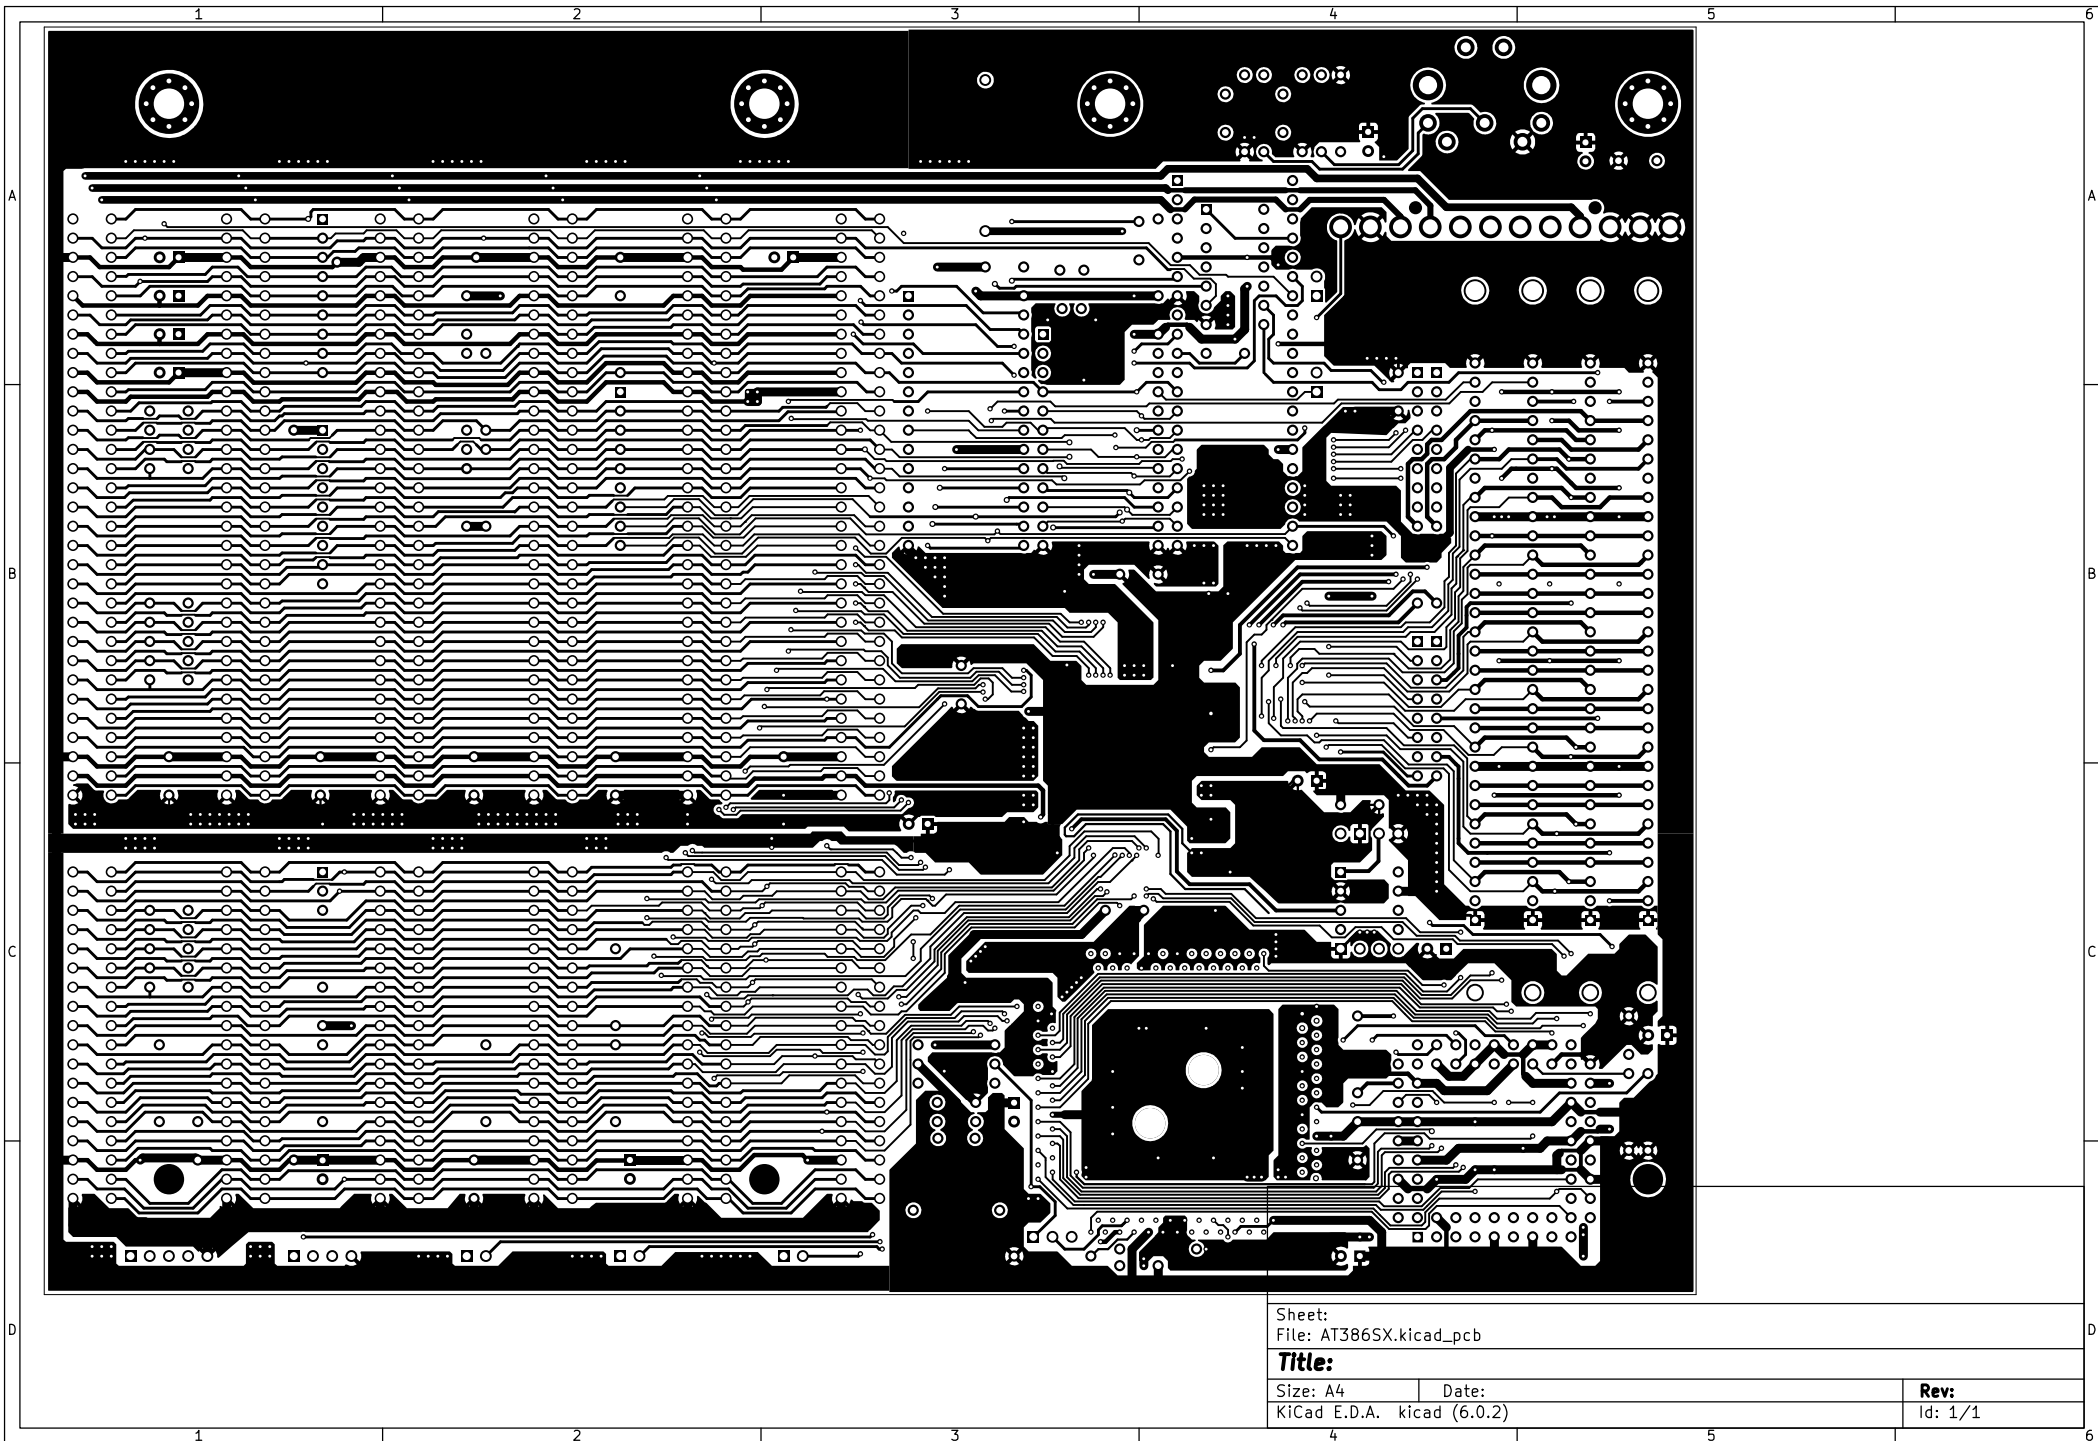 1 2 3 4 5 6
A A
B B
C C
D D
Sheet:
File: AT386SX.kicad_pcb
Title:
Size: A4 Date: Rev:
KiCad E.D.A. kicad (6.0.2) Id: 1/1
1 2 3 4 5 6